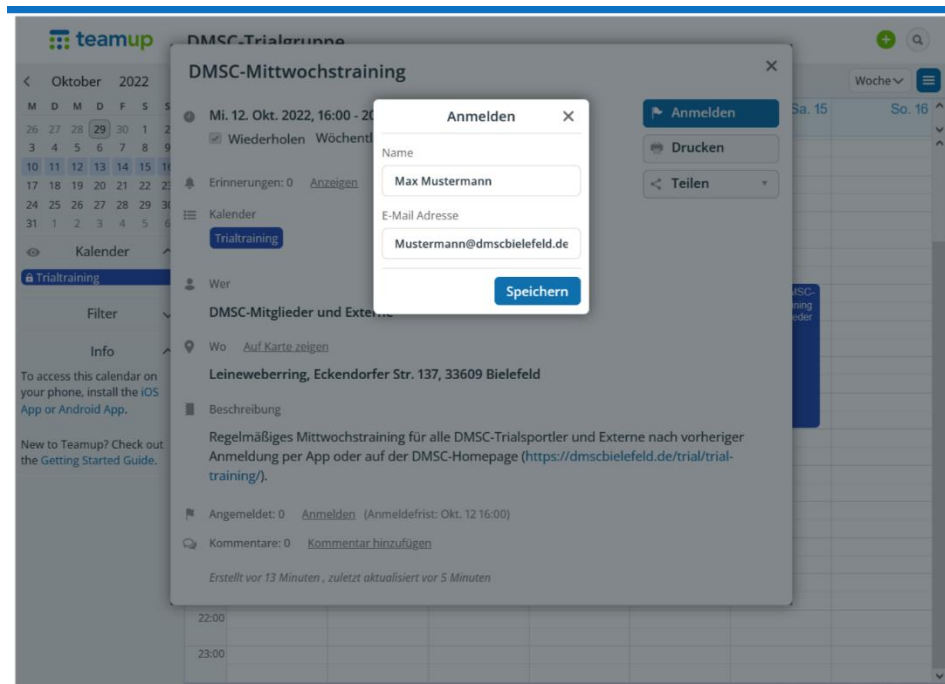 teamup
DMSC-Trialgruppe
Oktober 2022
Woche
M D M D F S S
26 27 28 29 30 1 2
3 4 5 6 7 8 9
10 11 12 13 14 15 16
17 18 19 20 21 22 23
24 25 26 27 28 29 30
31 1 2 3 4 5 6
Kalender
Trialtraining
Filter
Info
To access this calendar on
your phone, install the iOS
App or Android App.
New to Teamup? Check out
the Getting Started Guide.
DMSC-Mittwochstraining
Mi. 12. Okt. 2022, 16:00 - 20
Wiederholen Wöchentl
Erinnerungen: 0 Anzeigen
Kalender
Trialtraining
Wer
DMSC-Mitglieder und Externe
Wo Auf Karte zeigen
Leineweberring, Eckendorfer Str. 137, 33609 Bielefeld
Beschreibung
Regelmäßiges Mittwochstraining für alle DMSC-Trialsportler und Externe nach vorheriger
Anmeldung per App oder auf der DMSC-Homepage (https://dmscbielefeld.de/trial/trial-
training/).
Angemeldet: 0 Anmelden (Anmeldefrist: Okt. 12 16:00)
Kommentare: 0 Kommentar hinzufügen
Erstellt vor 13 Minuten , zuletzt aktualisiert vor 5 Minuten
Anmelden
Drucken
Teilen
Anmelden
Name
Max Mustermann
E-Mail Adresse
Mustermann@dmscbielefeld.de
Speichern
Sa. 15 So. 16
22:00
23:00